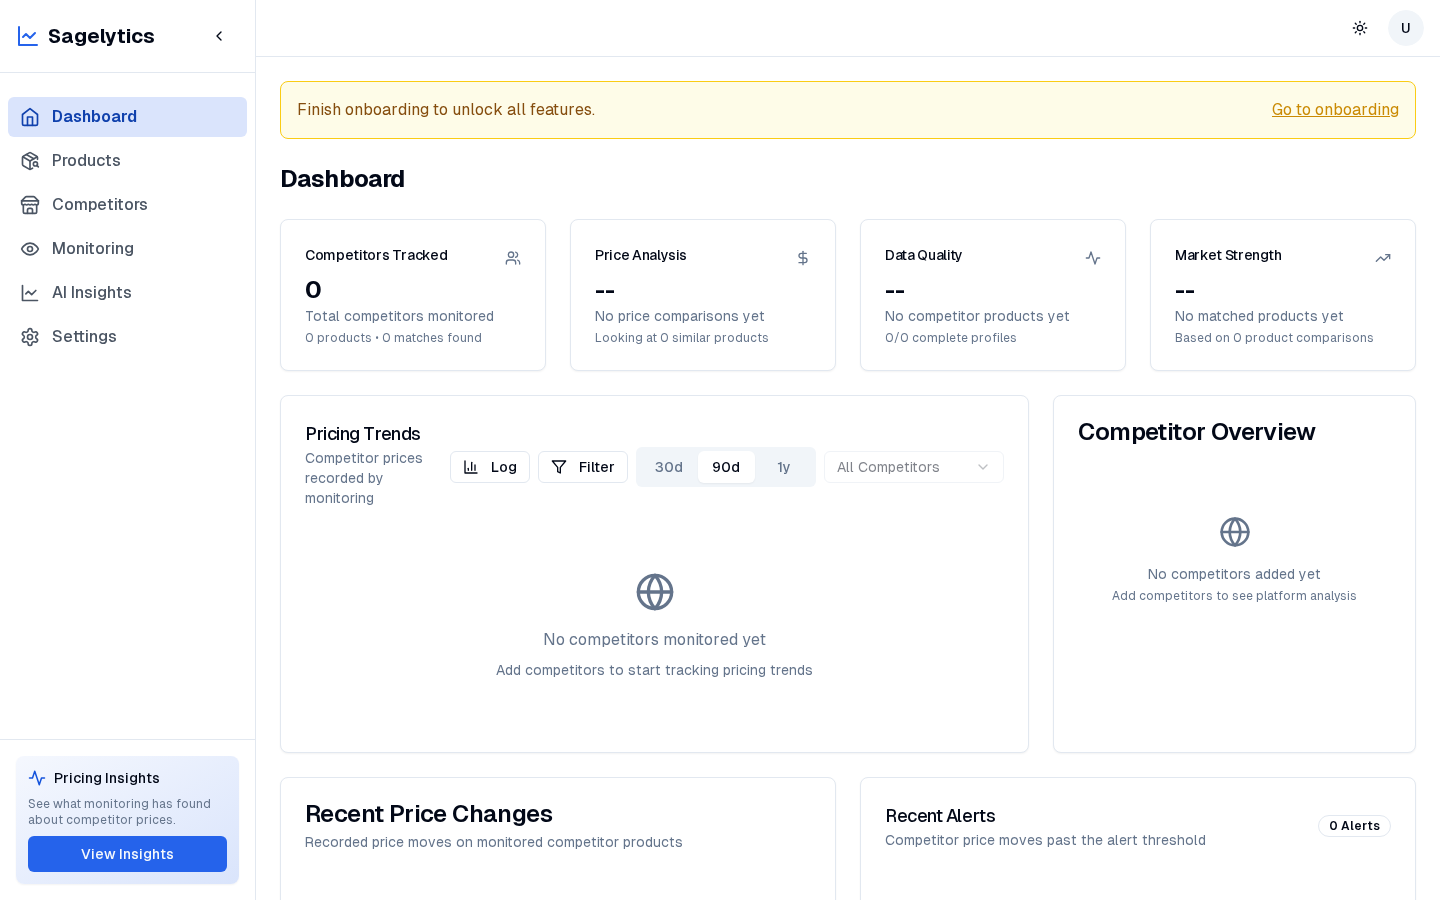 Sagelytics
U
Dashboard
Products
Competitors
Monitoring
AI Insights
Settings
Pricing Insights
See what monitoring has found
about competitor prices.
View Insights
Finish onboarding to unlock all features.
Go to onboarding
Dashboard
Competitors Tracked
0
Total competitors monitored
0 products • 0 matches found
Price Analysis
--
No price comparisons yet
Looking at 0 similar products
Data Quality
--
No competitor products yet
0/0 complete profiles
Market Strength
--
No matched products yet
Based on 0 product comparisons
Pricing Trends
Competitor prices
recorded by
monitoring
Log
Filter
30d
90d
1y
All Competitors
No competitors monitored yet
Add competitors to start tracking pricing trends
Competitor Overview
No competitors added yet
Add competitors to see platform analysis
Recent Price Changes
Recorded price moves on monitored competitor products
Recent Alerts
Competitor price moves past the alert threshold
0 Alerts